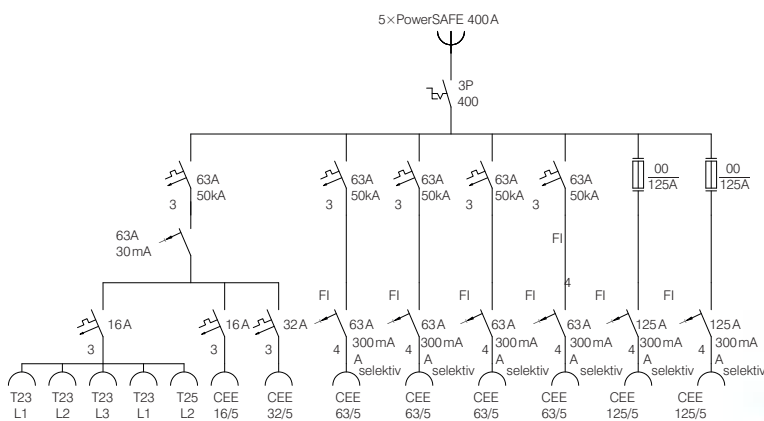 5×PowerSAFE 400A
3P
400
63A
50kA
3
63A
50kA
3
63A
50kA
3
63A
50kA
3
63A
50kA
3
00
125A
00
125A
63A
30mA
FI
4
16A
3
16A
3
32A
3
FI
63A
300mA
4
A
selektiv
FI
63A
300mA
4
A
selektiv
FI
63A
300mA
4
A
selektiv
FI
63A
300mA
4
A
selektiv
FI
125A
300mA
4
A
selektiv
FI
125A
300mA
4
A
selektiv
T23
L1
T23
L2
T23
L3
T23
L1
T25
L2
CEE
16/5
CEE
32/5
CEE
63/5
CEE
63/5
CEE
63/5
CEE
63/5
CEE
125/5
CEE
125/5